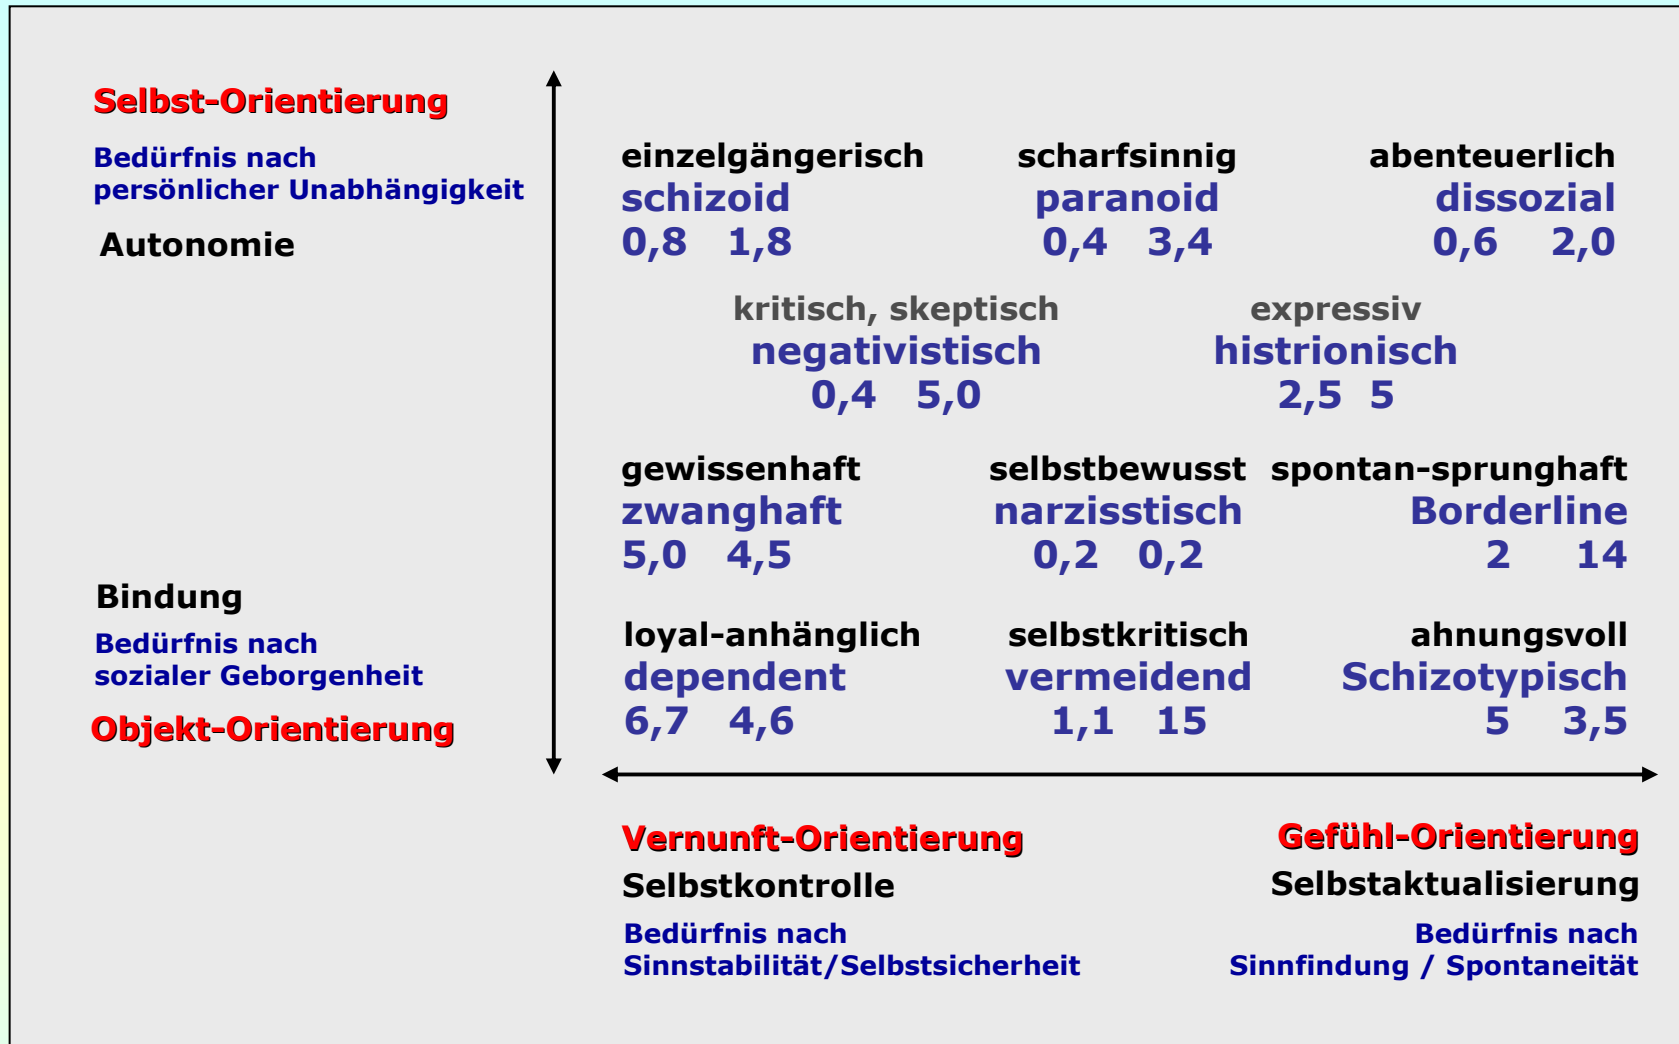 Selbst-Orientierung
Bedürfnis nach
persönlicher Unabhängigkeit
Autonomie
einzelgängerisch scharfsinnig abenteuerlich
schizoid paranoid dissozial
0,8 1,8 0,4 3,4 0,6 2,0
kritisch, skeptisch expressiv
negativistisch histrionisch
0,4 5,0 2,5 5
gewissenhaft selbstbewusst spontan-sprunghaft
zwanghaft narzisstisch Borderline
5,0 4,5 0,2 0,2 2 14
Bindung
Bedürfnis nach
sozialer Geborgenheit
Objekt-Orientierung
loyal-anhänglich selbstkritisch ahnungsvoll
dependent vermeidend Schizotypisch
6,7 4,6 1,1 15 5 3,5
Vernunft-Orientierung Gefühl-Orientierung
Selbstkontrolle Selbstaktualisierung
Bedürfnis nach Bedürfnis nach
Sinnstabilität/Selbstsicherheit Sinnfindung / Spontaneität